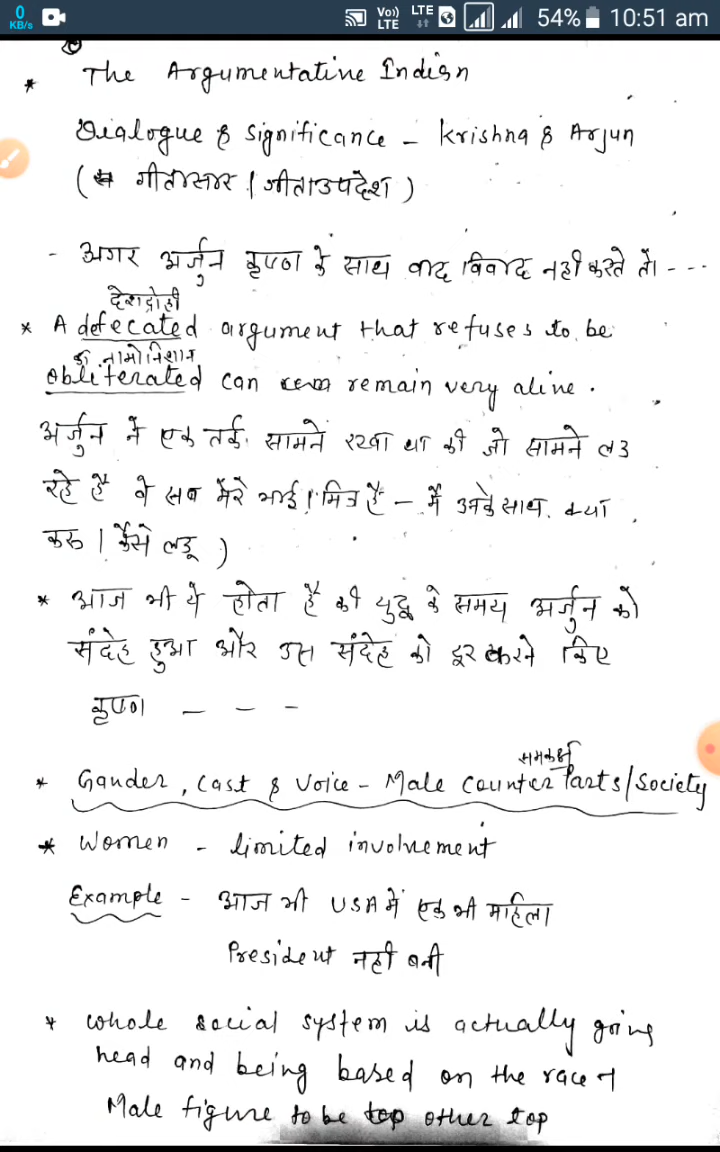 0
KB/s
Vo))
LTE
LTE
54%
10:51 am
* The Argumentative Indian
Dialogue & Significance - Krishna & Arjun
( गीतासार / गीताउपदेश )
- अगर अर्जुन कृष्ण के साथ वाद विवाद नही करते तो ---
देशद्रोही
* A defecated argument that refuses to be
का नामोनिशान
obliterated can remain very alive.
अर्जुन ने एक तर्क सामने रखा था की जो सामने लड
रहे हैं वे सब मेरे भाई / मित्र हैं - मैं उनके साथ क्या
करू / कैसे लडू )
* आज भी ये होता हैं की युद्ध के समय अर्जुन को
संदेह हुआ और उस संदेह को दूर करने किए
कृष्ण - - -
समकक्ष
* Gander, Cast & Voice - Male Counter Parts/Society
* Women - limited involvement
Example - आज भी USA में एक भी महिला
President नही बनी
* whole social system is actually going
head and being based on the race of
Male figure to be top other top